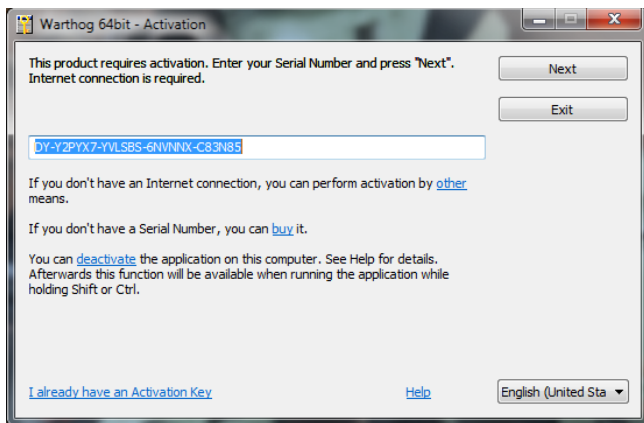 Warthog 64bit - Activation
This product requires activation. Enter your Serial Number and press "Next".
Internet connection is required.
Next
Exit
DY-Y2PYX7-YVLSBS-6NVNNX-C83N85
If you don't have an Internet connection, you can perform activation by other
means.
If you don't have a Serial Number, you can buy it.
You can deactivate the application on this computer. See Help for details.
Afterwards this function will be available when running the application while
holding Shift or Ctrl.
I already have an Activation Key
Help
English (United Sta